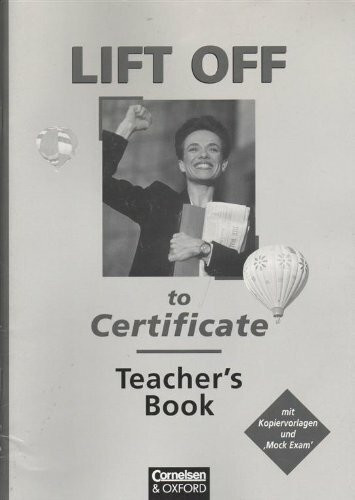 LIFT OFF
to
Certificate
Teacher's
Book
mit
Kopiervorlagen
und
‚Mock Exam'
Cornelsen
& OXFORD